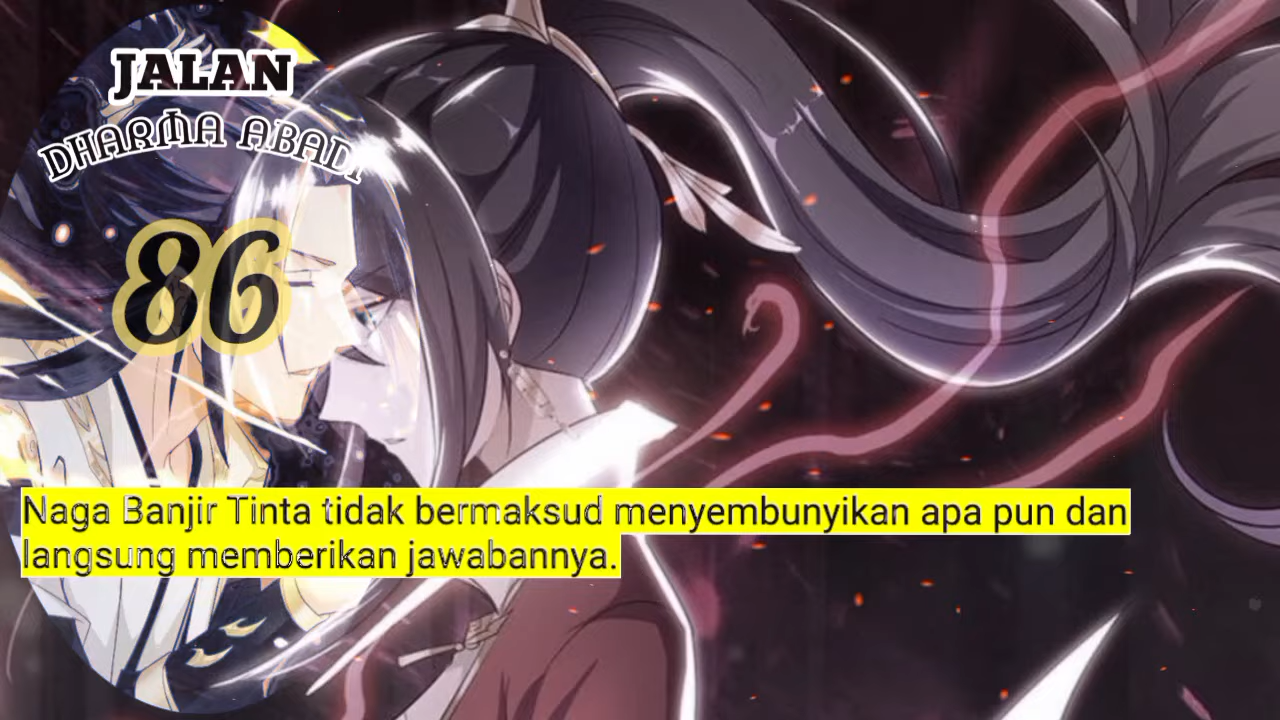 JALAN
DHARMA ABADI
86
Naga Banjir Tinta tidak bermaksud menyembunyikan apa pun dan
langsung memberikan jawabannya.